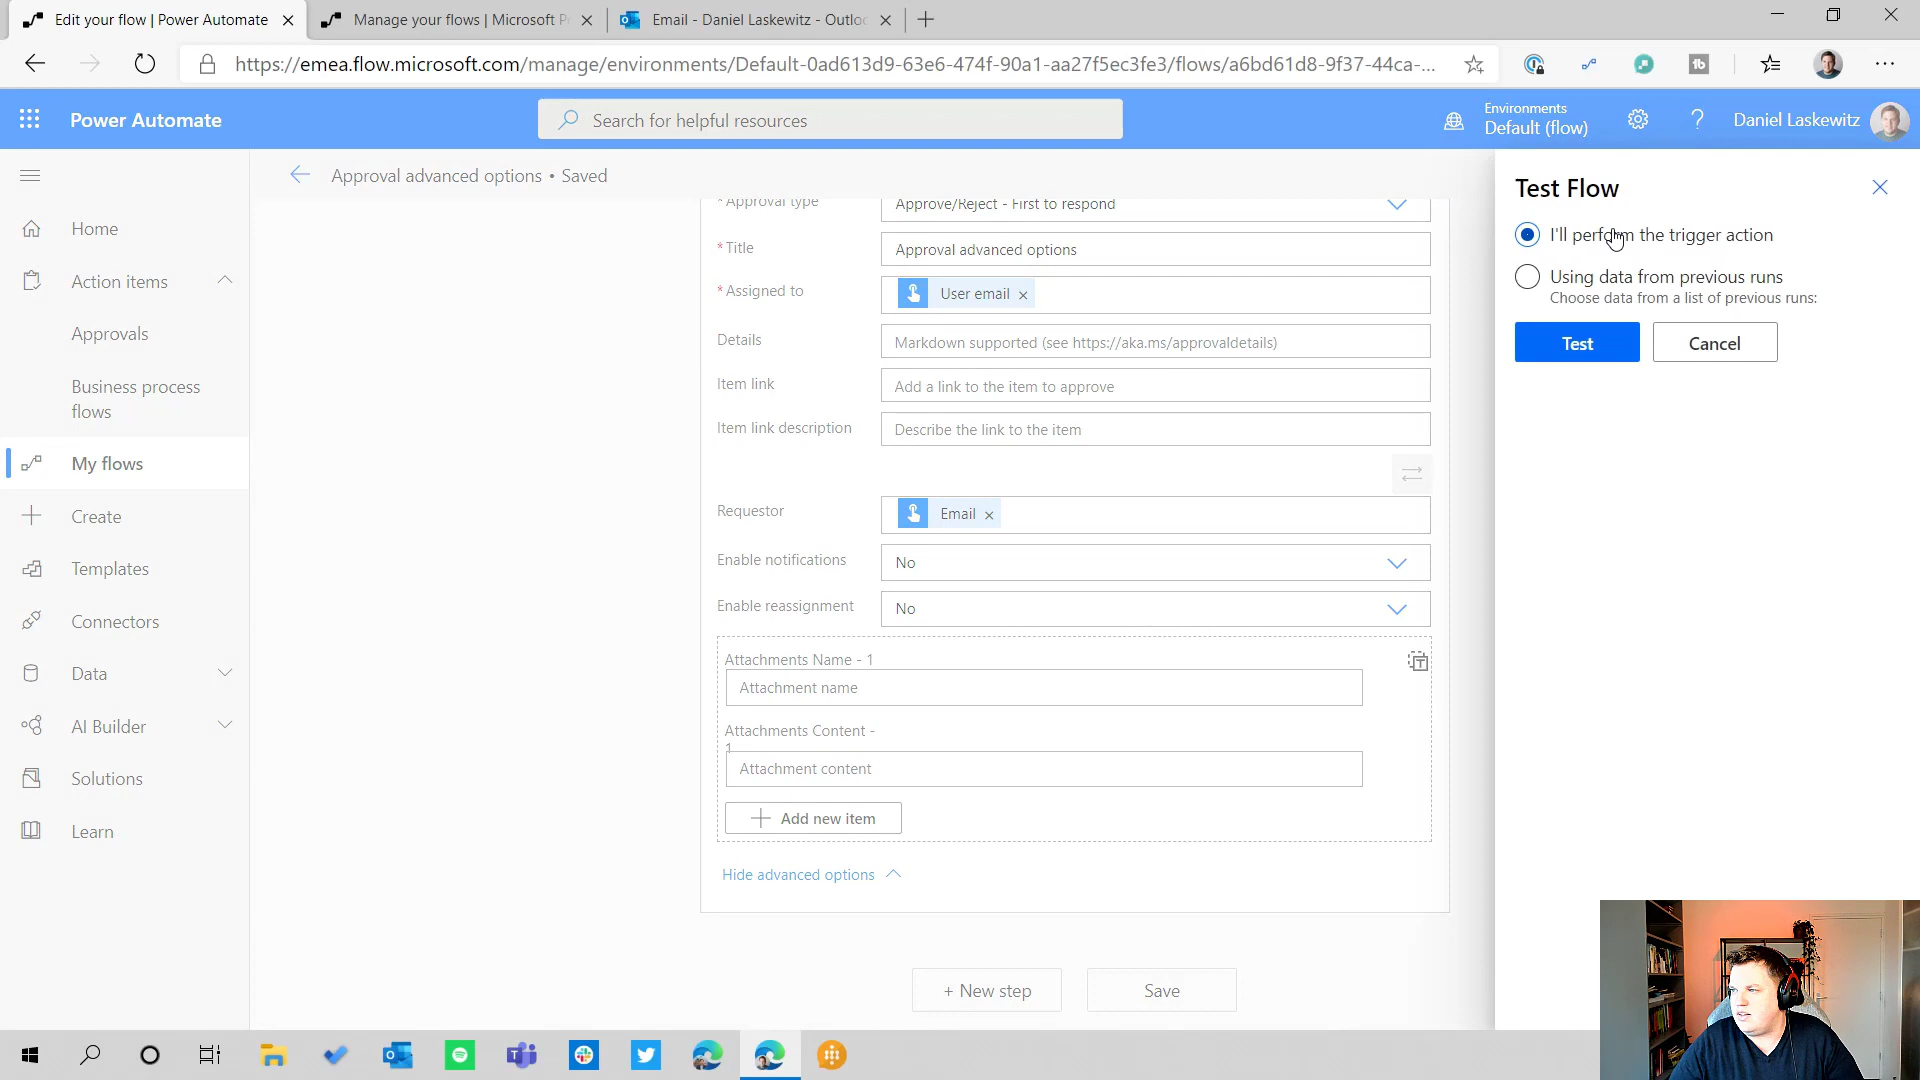 Edit your flow | Power Automate
Manage your flows | Microsoft P
Email - Daniel Laskewitz - Outloo
https://emea.flow.microsoft.com/manage/environments/Default-0ad613d9-63e6-474f-90a1-aa27f5ec3fe3/flows/a6bd61d8-9f37-44ca-...
Power Automate
Search for helpful resources
Environments
Default (flow)
Daniel Laskewitz
Approval advanced options • Saved
Home
Action items
Approvals
Business process
flows
My flows
Create
Templates
Connectors
Data
AI Builder
Solutions
Learn
* Approval type
Approve/Reject - First to respond
* Title
Approval advanced options
* Assigned to
User email ×
Details
Markdown supported (see https://aka.ms/approvaldetails)
Item link
Add a link to the item to approve
Item link description
Describe the link to the item
Requestor
Email ×
Enable notifications
No
Enable reassignment
No
Attachments Name - 1
Attachment name
Attachments Content -
1
Attachment content
Add new item
Hide advanced options
+ New step
Save
Test Flow
I'll perform the trigger action
Using data from previous runs
Choose data from a list of previous runs:
Test
Cancel